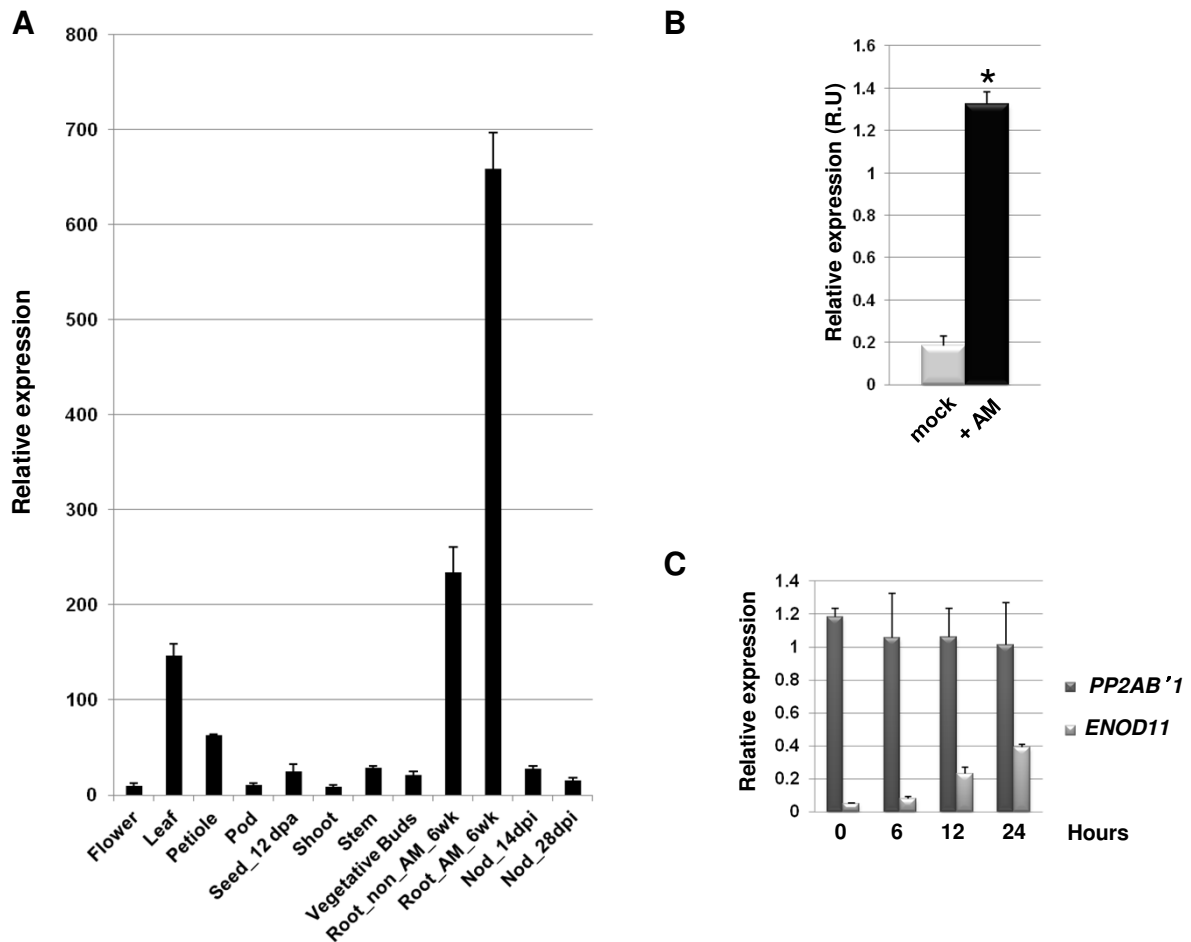 A
800
700
600
500
400
300
200
100
0
Relative expression
Flower
Leaf
Petiole
Pod
Seed_12 dpa
Shoot
Stem
Vegetative Buds
Root_non_AM_6wk
Root_AM_6wk
Nod_14dpi
Nod_28dpi
B
1.6
1.4
1.2
1
0.8
0.6
0.4
0.2
0
Relative expression (R.U)
*
mock
+ AM
C
1.4
1.2
1
0.8
0.6
0.4
0.2
0
Relative expression
0 6 12 24 Hours
PP2AB'1
ENOD11